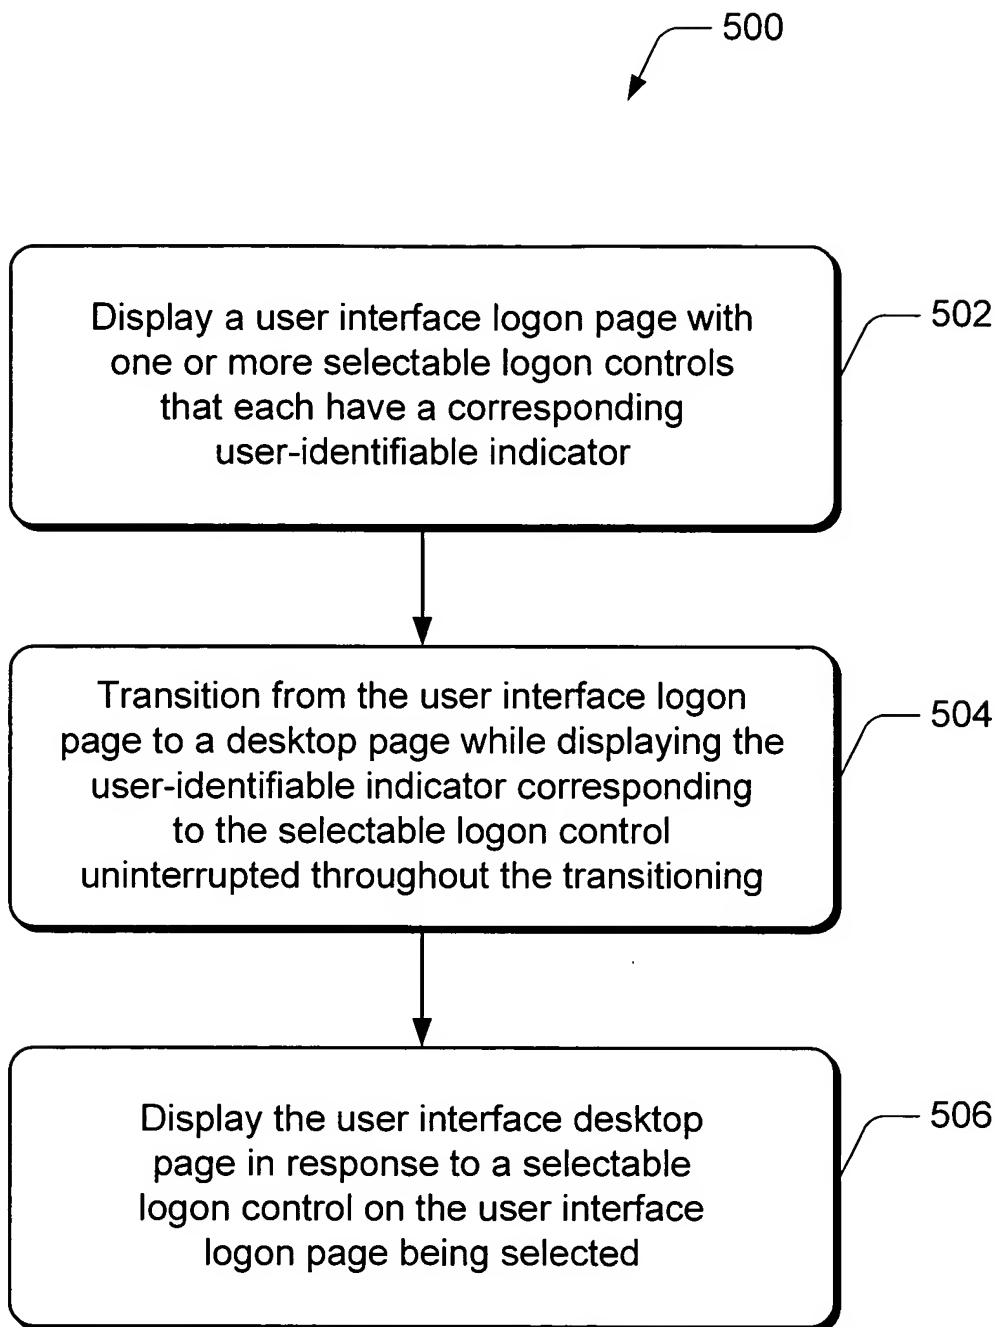 500
Display a user interface logon page with
one or more selectable logon controls
that each have a corresponding
user-identifiable indicator
502
Transition from the user interface logon
page to a desktop page while displaying the
user-identifiable indicator corresponding
to the selectable logon control
uninterrupted throughout the transitioning
504
Display the user interface desktop
page in response to a selectable
logon control on the user interface
logon page being selected
506